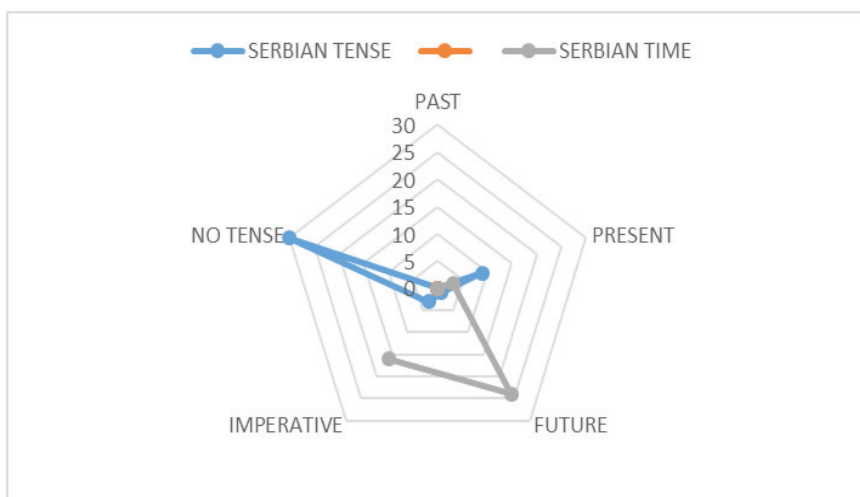 SERBIAN TENSE SERBIAN TIME
PAST
30
25
20
15
10
5
0
NO TENSE PRESENT
IMPERATIVE FUTURE